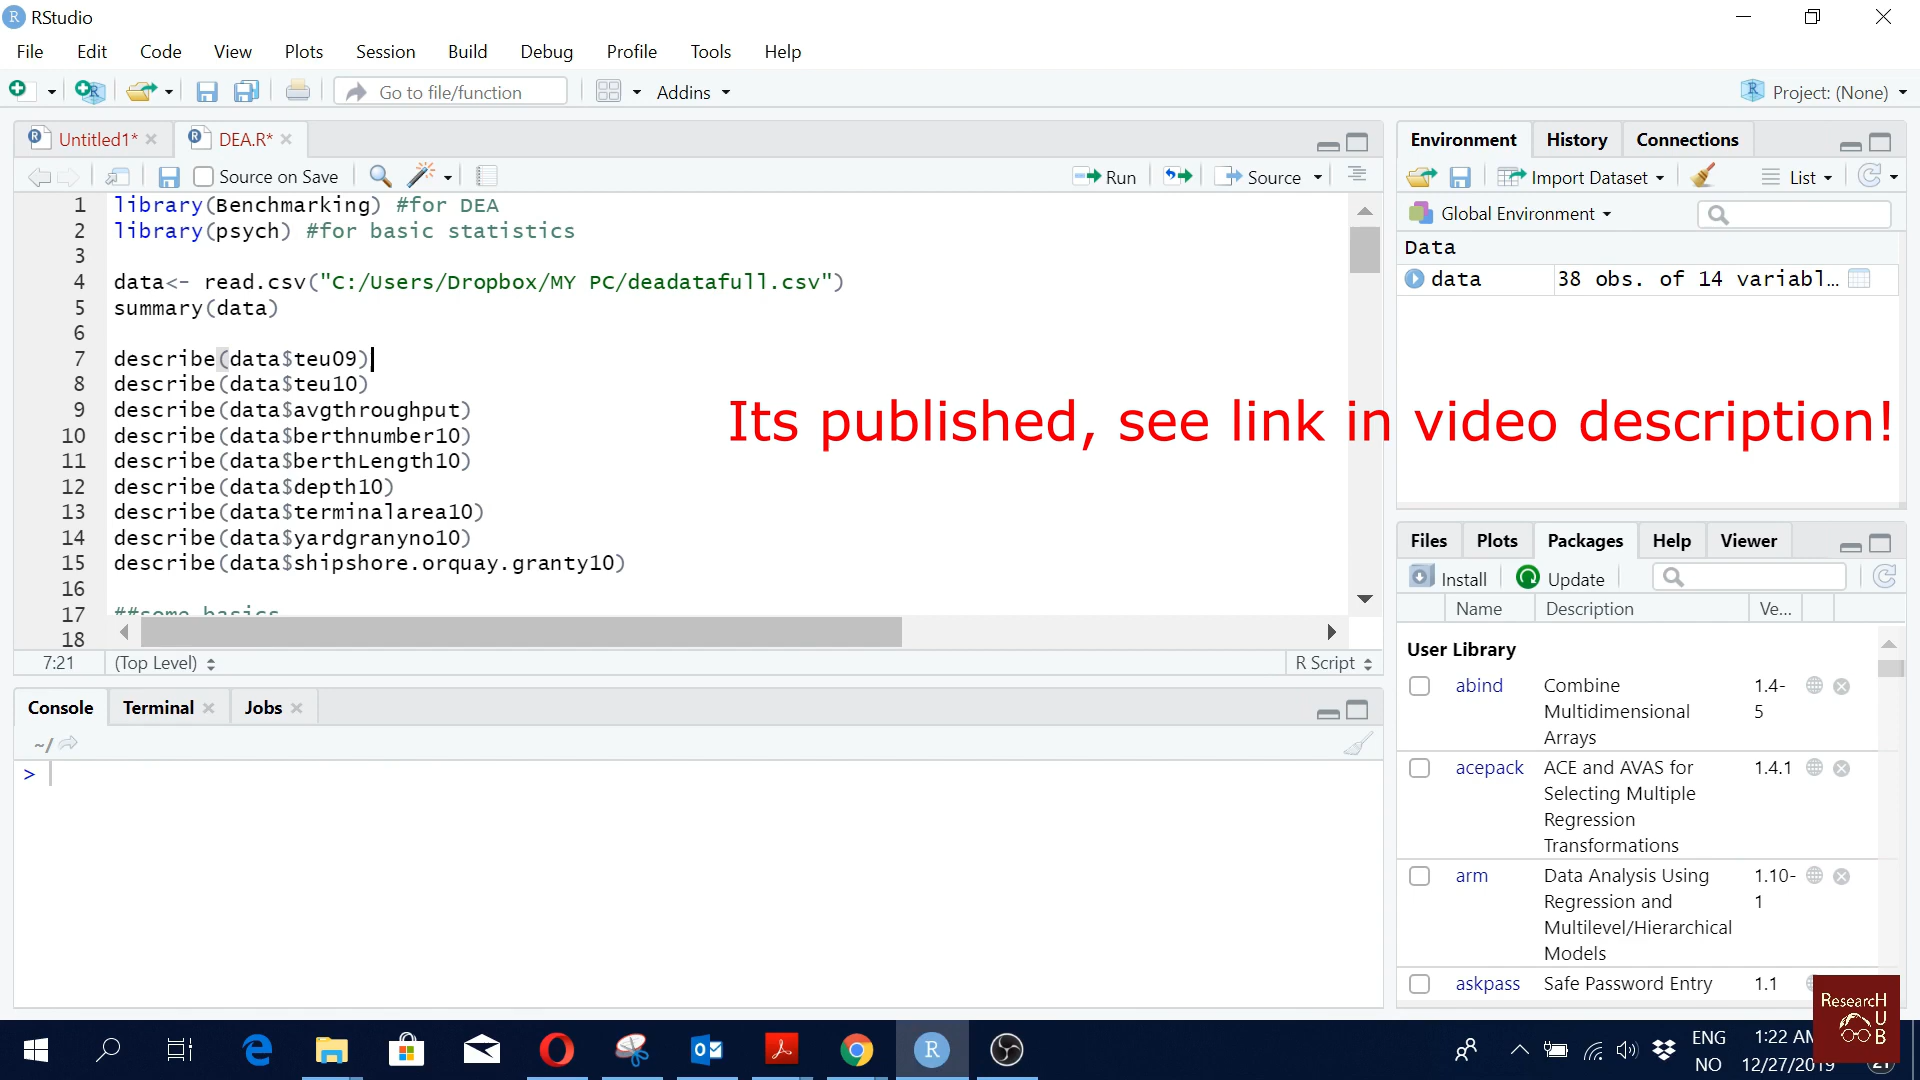 RStudio
File Edit Code View Plots Session Build Debug Profile Tools Help
Go to file/function Addins Project: (None)
Untitled1* DEA.R*
Source on Save Run Source
1 library(Benchmarking) #for DEA
2 library(psych) #for basic statistics
3
4 data<- read.csv("C:/Users/Dropbox/MY PC/deadatafull.csv")
5 summary(data)
6
7 describe(data$teu09)
8 describe(data$teu10)
9 describe(data$avgthroughput)
10 describe(data$berthnumber10)
11 describe(data$berthLength10)
12 describe(data$depth10)
13 describe(data$terminalarea10)
14 describe(data$yardgranyno10)
15 describe(data$shipshore.orquay.granty10)
16
17 ##some basics
18
7:21 (Top Level) R Script
Console Terminal Jobs
~/
>
Its published, see link in video description!
Environment History Connections
Import Dataset List
Global Environment
Data
data 38 obs. of 14 variabl...
Files Plots Packages Help Viewer
Install Update
Name Description Ve...
User Library
abind Combine 1.4-
Multidimensional 5
Arrays
acepack ACE and AVAS for 1.4.1
Selecting Multiple
Regression
Transformations
arm Data Analysis Using 1.10-
Regression and 1
Multilevel/Hierarchical
Models
askpass Safe Password Entry 1.1
ResearcH
U
B
ENG 1:22 AM
NO 12/27/2019 21